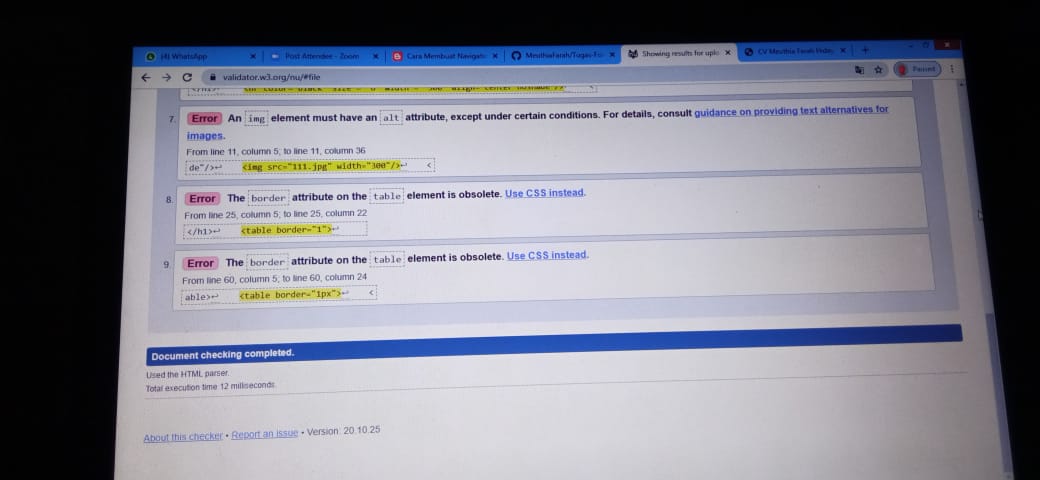 Hi WhatsApp
Post Attendee - Zoom
Cara Membuat Navigato
MeuthiaFarah/Tugas-Fo
Showing results for uplo
CV Meuthia Farah Hiday
validator.w3.org/nu/#file
7. Error An img element must have an alt attribute, except under certain conditions. For details, consult guidance on providing text alternatives for
images.
From line 11, column 5; to line 11, column 36
de"/>↩ <img src="111.jpg" width="300"/>↩ <
8. Error The border attribute on the table element is obsolete. Use CSS instead.
From line 25, column 5; to line 25, column 22
</h1>↩ <table border="1">↩
9. Error The border attribute on the table element is obsolete. Use CSS instead.
From line 60, column 5; to line 60, column 24
able>↩ <table border="1px">↩ <
Document checking completed.
Used the HTML parser.
Total execution time 12 milliseconds.
About this checker • Report an issue • Version: 20.10.25